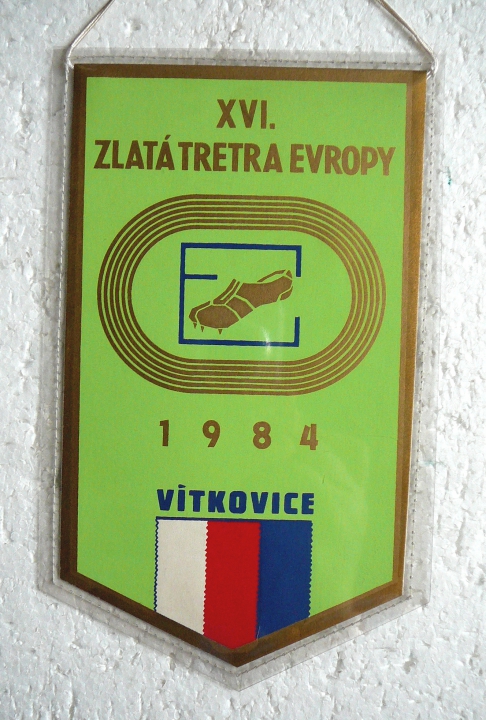 XVI.
ZLATÁ TRETRA EVROPY
1984
VÍTKOVICE